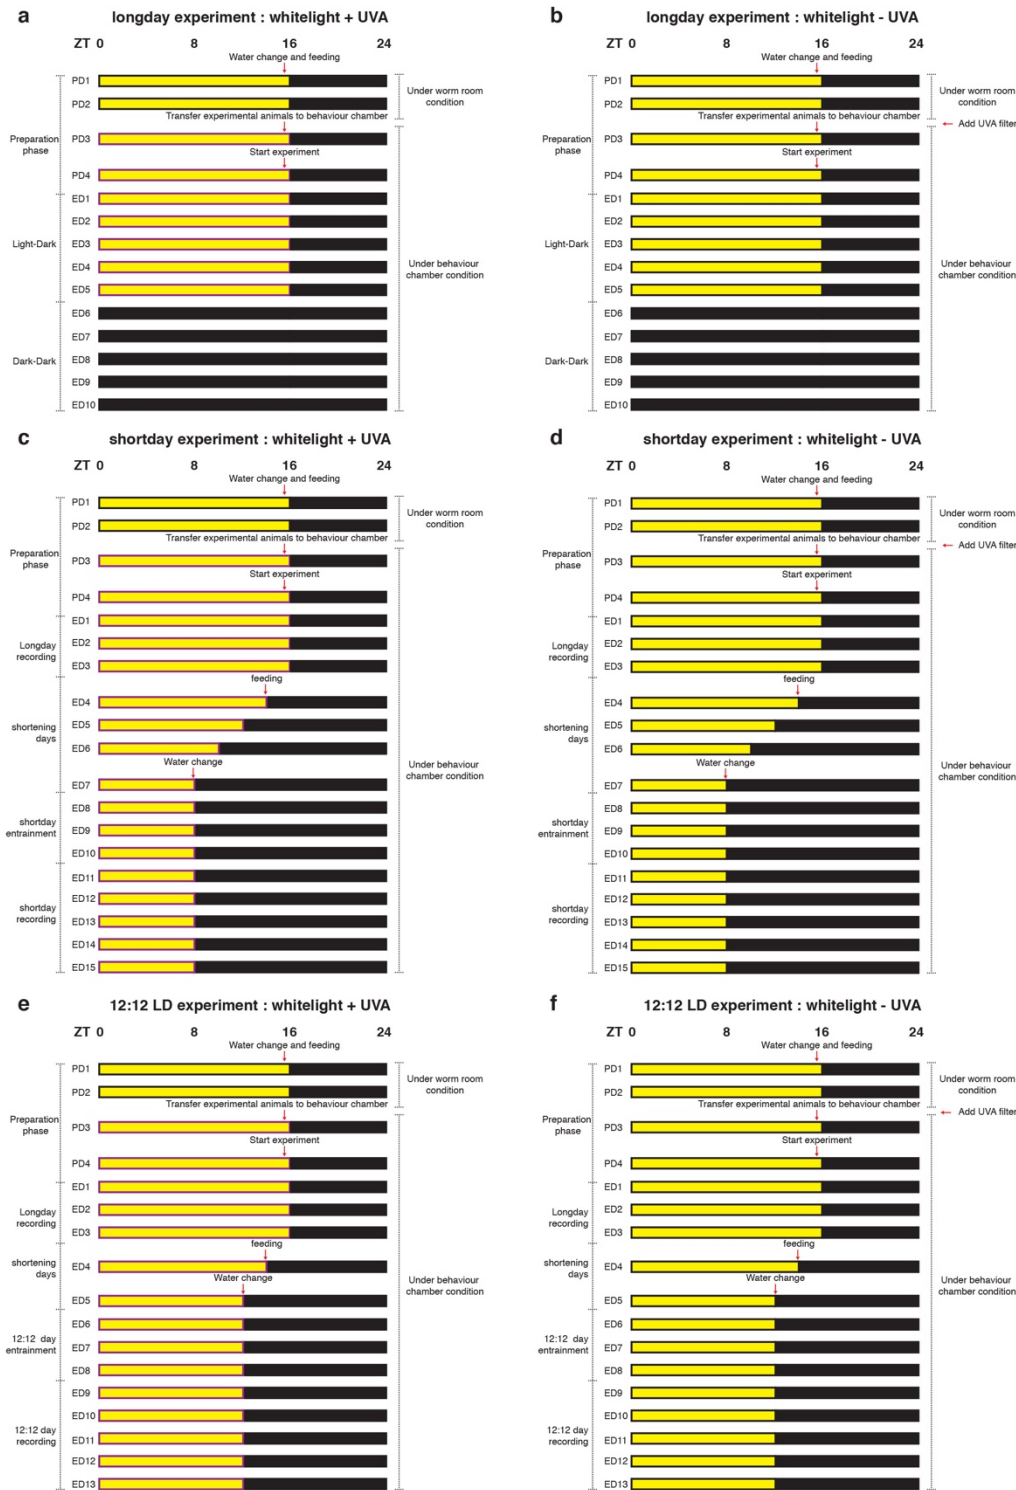 a longday experiment : whitelight + UVA
ZT 0 8 16 24
Water change and feeding
PD1
PD2
Under worm room
condition
Transfer experimental animals to behaviour chamber
Preparation
phase
PD3
Start experiment
PD4
ED1
ED2
Light-Dark
ED3
ED4
ED5
Under behaviour
chamber condition
ED6
ED7
Dark-Dark
ED8
ED9
ED10
b longday experiment : whitelight - UVA
ZT 0 8 16 24
Water change and feeding
PD1
PD2
Under worm room
condition
Transfer experimental animals to behaviour chamber
Add UVA filter
Preparation
phase
PD3
Start experiment
PD4
ED1
ED2
Light-Dark
ED3
ED4
ED5
Under behaviour
chamber condition
ED6
ED7
Dark-Dark
ED8
ED9
ED10
c shortday experiment : whitelight + UVA
ZT 0 8 16 24
Water change and feeding
PD1
PD2
Under worm room
condition
Transfer experimental animals to behaviour chamber
Preparation
phase
PD3
Start experiment
PD4
ED1
Longday
recording
ED2
ED3
feeding
ED4
shortening
days
ED5
ED6
Water change
Under behaviour
chamber condition
ED7
ED8
shortday
entrainment
ED9
ED10
ED11
ED12
shortday
recording
ED13
ED14
ED15
d shortday experiment : whitelight - UVA
ZT 0 8 16 24
Water change and feeding
PD1
PD2
Under worm room
condition
Transfer experimental animals to behaviour chamber
Add UVA filter
Preparation
phase
PD3
Start experiment
PD4
ED1
Longday
recording
ED2
ED3
feeding
ED4
shortening
days
ED5
ED6
Water change
Under behaviour
chamber condition
ED7
ED8
shortday
entrainment
ED9
ED10
ED11
ED12
shortday
recording
ED13
ED14
ED15
e 12:12 LD experiment : whitelight + UVA
ZT 0 8 16 24
Water change and feeding
PD1
PD2
Under worm room
condition
Transfer experimental animals to behaviour chamber
Preparation
phase
PD3
Start experiment
PD4
ED1
Longday
recording
ED2
ED3
feeding
shortening
days
ED4
Water change
Under behaviour
chamber condition
ED5
ED6
12:12 day
entrainment
ED7
ED8
ED9
ED10
12:12 day
recording
ED11
ED12
ED13
f 12:12 LD experiment : whitelight - UVA
ZT 0 8 16 24
Water change and feeding
PD1
PD2
Under worm room
condition
Transfer experimental animals to behaviour chamber
Add UVA filter
Preparation
phase
PD3
Start experiment
PD4
ED1
Longday
recording
ED2
ED3
feeding
shortening
days
ED4
Water change
Under behaviour
chamber condition
ED5
ED6
12:12 day
entrainment
ED7
ED8
ED9
ED10
12:12 day
recording
ED11
ED12
ED13